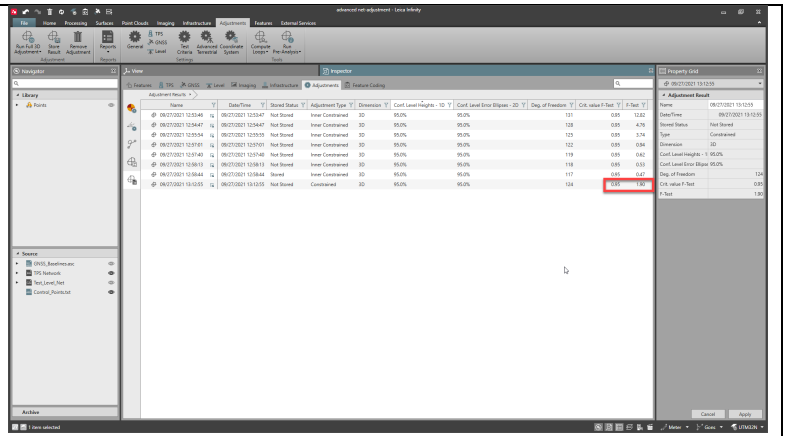 advanced net-adjustment - Leica Infinity
File Home Processing Surfaces Point Clouds Imaging Infrastructure Adjustments Features External Services
Run Full 3D Adjustment Store Result Remove Adjustment Reports General TPS GNSS Level Test Criteria Advanced Terrestrial Coordinate System Compute Loops Run Pre-Analysis
Adjustment Reports Settings Tools
Navigator View Inspector Property Grid
Features TPS GNSS Level Imaging Infrastructure Adjustments Feature Coding
09/27/2021 13:12:55
Library
Points
Adjustment Results
Name Date/Time Stored Status Adjustment Type Dimension Conf. Level Heights - 1D Conf. Level Error Ellipses - 2D Deg. of Freedom Crit. value F-Test F-Test
09/27/2021 12:53:46 09/27/2021 12:53:47 Not Stored Inner Constrained 3D 95.0% 95.0% 131 0.95 12.82
09/27/2021 12:54:47 09/27/2021 12:54:47 Not Stored Inner Constrained 3D 95.0% 95.0% 128 0.95 4.76
09/27/2021 12:55:54 09/27/2021 12:55:55 Not Stored Inner Constrained 3D 95.0% 95.0% 125 0.95 3.74
09/27/2021 12:57:01 09/27/2021 12:57:01 Not Stored Inner Constrained 3D 95.0% 95.0% 122 0.95 0.84
09/27/2021 12:57:40 09/27/2021 12:57:40 Not Stored Inner Constrained 3D 95.0% 95.0% 119 0.95 0.62
09/27/2021 12:58:13 09/27/2021 12:58:13 Not Stored Inner Constrained 3D 95.0% 95.0% 118 0.95 0.53
09/27/2021 12:58:44 09/27/2021 12:58:44 Stored Inner Constrained 3D 95.0% 95.0% 117 0.95 0.47
09/27/2021 13:12:55 09/27/2021 13:12:55 Not Stored Constrained 3D 95.0% 95.0% 124 0.95 1.90
Adjustment Result
Name 09/27/2021 13:12:55
Date/Time 09/27/2021 13:12:55
Stored Status Not Stored
Type Constrained
Dimension 3D
Conf. Level Heights - 1 95.0%
Conf. Level Error Ellipse 95.0%
Deg. of Freedom 124
Crit. value F-Test 0.95
F-Test 1.90
Source
GNSS_Baselines.asc
TPS Network
Test_Level_Net
Control_Points.txt
Archive
Cancel Apply
1 item selected Meter Gons UTM32N